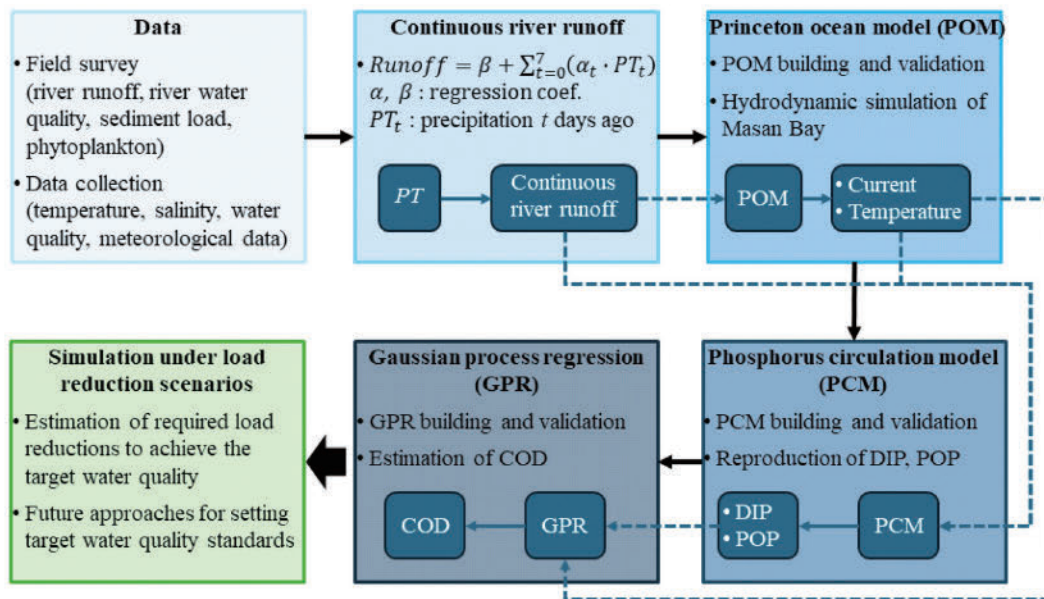 Data
• Field survey
(river runoff, river water
quality, sediment load,
phytoplankton)
• Data collection
(temperature, salinity, water
quality, meteorological data)
Continuous river runoff
• Runoff = β + ∑_{t=0}^{7}(α_t · PT_t)
α, β : regression coef.
PT_t : precipitation t days ago
PT
Continuous
river runoff
Princeton ocean model (POM)
• POM building and validation
• Hydrodynamic simulation of
Masan Bay
POM
• Current
• Temperature
Phosphorus circulation model
(PCM)
• PCM building and validation
• Reproduction of DIP, POP
• DIP
• POP
PCM
Gaussian process regression
(GPR)
• GPR building and validation
• Estimation of COD
COD
GPR
Simulation under load
reduction scenarios
• Estimation of required load
reductions to achieve the
target water quality
• Future approaches for setting
target water quality standards